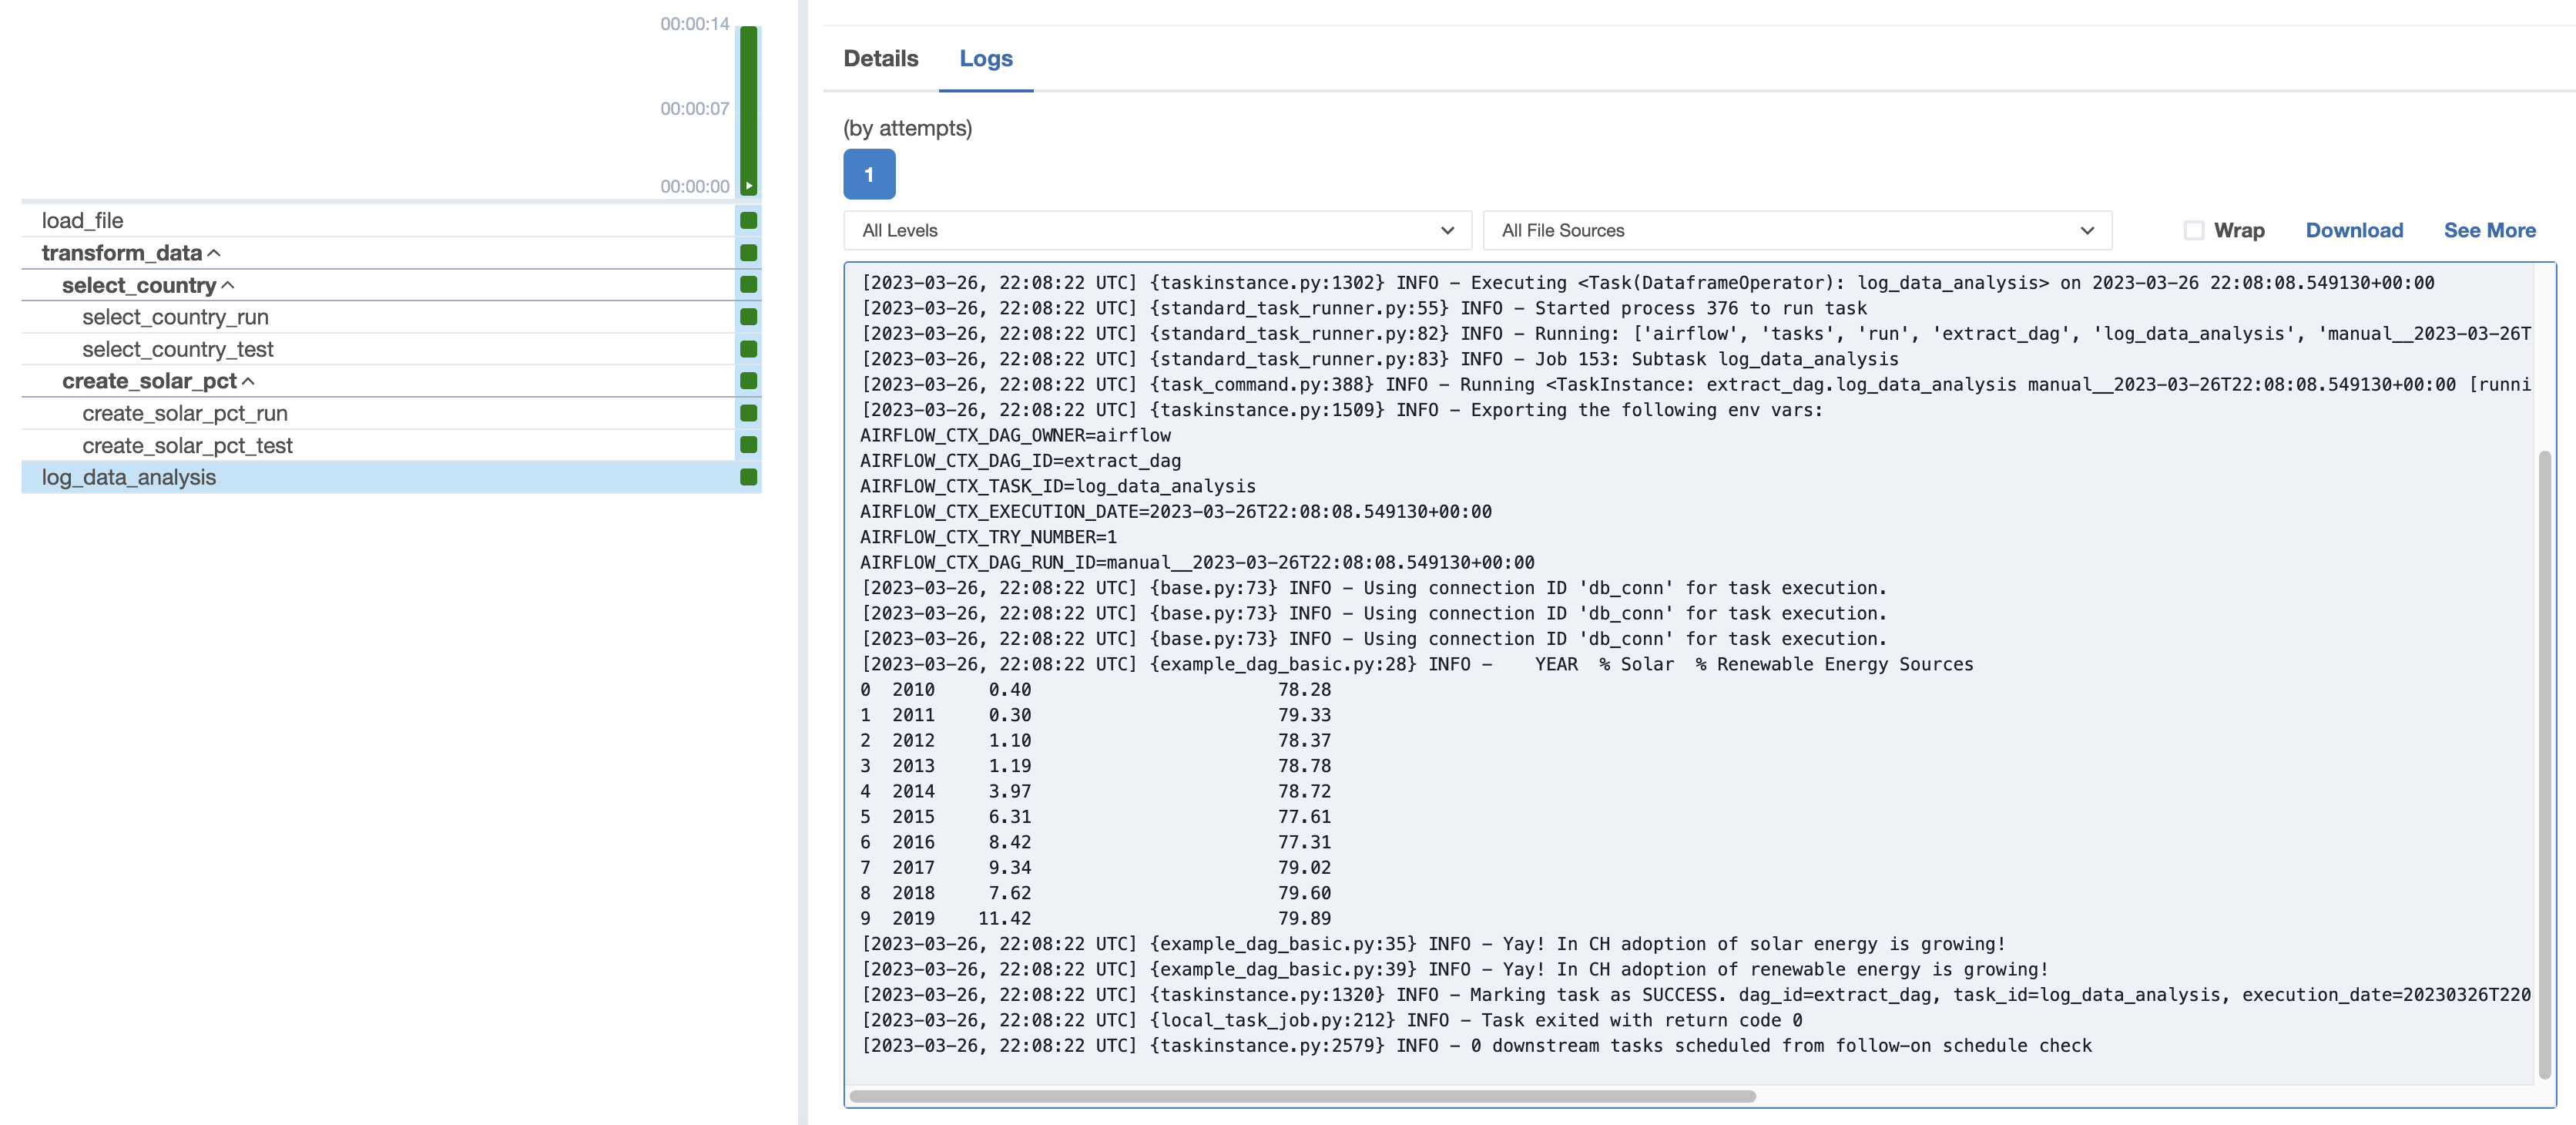 00:00:14
00:00:07
00:00:00
load_file
transform_data
select_country
select_country_run
select_country_test
create_solar_pct
create_solar_pct_run
create_solar_pct_test
log_data_analysis
Details Logs
(by attempts)
1
All Levels All File Sources Wrap Download See More
[2023-03-26, 22:08:22 UTC] {taskinstance.py:1302} INFO - Executing <Task(DataframeOperator): log_data_analysis> on 2023-03-26 22:08:08.549130+00:00
[2023-03-26, 22:08:22 UTC] {standard_task_runner.py:55} INFO - Started process 376 to run task
[2023-03-26, 22:08:22 UTC] {standard_task_runner.py:82} INFO - Running: ['airflow', 'tasks', 'run', 'extract_dag', 'log_data_analysis', 'manual__2023-03-26T
[2023-03-26, 22:08:22 UTC] {standard_task_runner.py:83} INFO - Job 153: Subtask log_data_analysis
[2023-03-26, 22:08:22 UTC] {task_command.py:388} INFO - Running <TaskInstance: extract_dag.log_data_analysis manual__2023-03-26T22:08:08.549130+00:00 [runni
[2023-03-26, 22:08:22 UTC] {taskinstance.py:1509} INFO - Exporting the following env vars:
AIRFLOW_CTX_DAG_OWNER=airflow
AIRFLOW_CTX_DAG_ID=extract_dag
AIRFLOW_CTX_TASK_ID=log_data_analysis
AIRFLOW_CTX_EXECUTION_DATE=2023-03-26T22:08:08.549130+00:00
AIRFLOW_CTX_TRY_NUMBER=1
AIRFLOW_CTX_DAG_RUN_ID=manual__2023-03-26T22:08:08.549130+00:00
[2023-03-26, 22:08:22 UTC] {base.py:73} INFO - Using connection ID 'db_conn' for task execution.
[2023-03-26, 22:08:22 UTC] {base.py:73} INFO - Using connection ID 'db_conn' for task execution.
[2023-03-26, 22:08:22 UTC] {base.py:73} INFO - Using connection ID 'db_conn' for task execution.
[2023-03-26, 22:08:22 UTC] {example_dag_basic.py:28} INFO - YEAR % Solar % Renewable Energy Sources
0 2010 0.40 78.28
1 2011 0.30 79.33
2 2012 1.10 78.37
3 2013 1.19 78.78
4 2014 3.97 78.72
5 2015 6.31 77.61
6 2016 8.42 77.31
7 2017 9.34 79.02
8 2018 7.62 79.60
9 2019 11.42 79.89
[2023-03-26, 22:08:22 UTC] {example_dag_basic.py:35} INFO - Yay! In CH adoption of solar energy is growing!
[2023-03-26, 22:08:22 UTC] {example_dag_basic.py:39} INFO - Yay! In CH adoption of renewable energy is growing!
[2023-03-26, 22:08:22 UTC] {taskinstance.py:1320} INFO - Marking task as SUCCESS. dag_id=extract_dag, task_id=log_data_analysis, execution_date=20230326T220
[2023-03-26, 22:08:22 UTC] {local_task_job.py:212} INFO - Task exited with return code 0
[2023-03-26, 22:08:22 UTC] {taskinstance.py:2579} INFO - 0 downstream tasks scheduled from follow-on schedule check